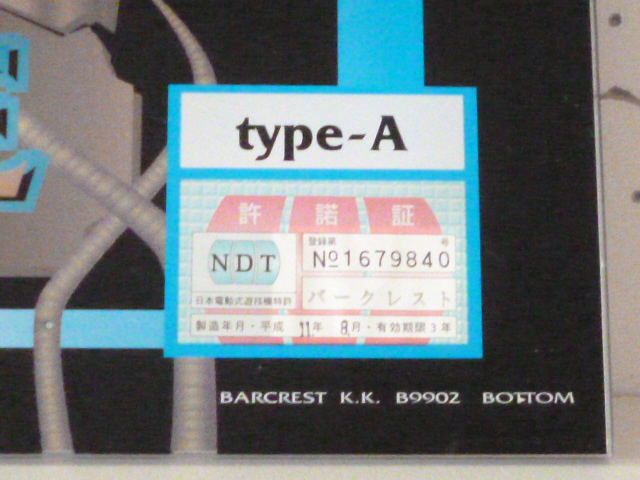 type-A
許 諾 証
NDT
登録第 号
№1679840
日本電動式遊技機特許
バークレスト
製造年月・平成 11年 8月・有効期限3年
BARCREST K.K. B9902 BOTTOM